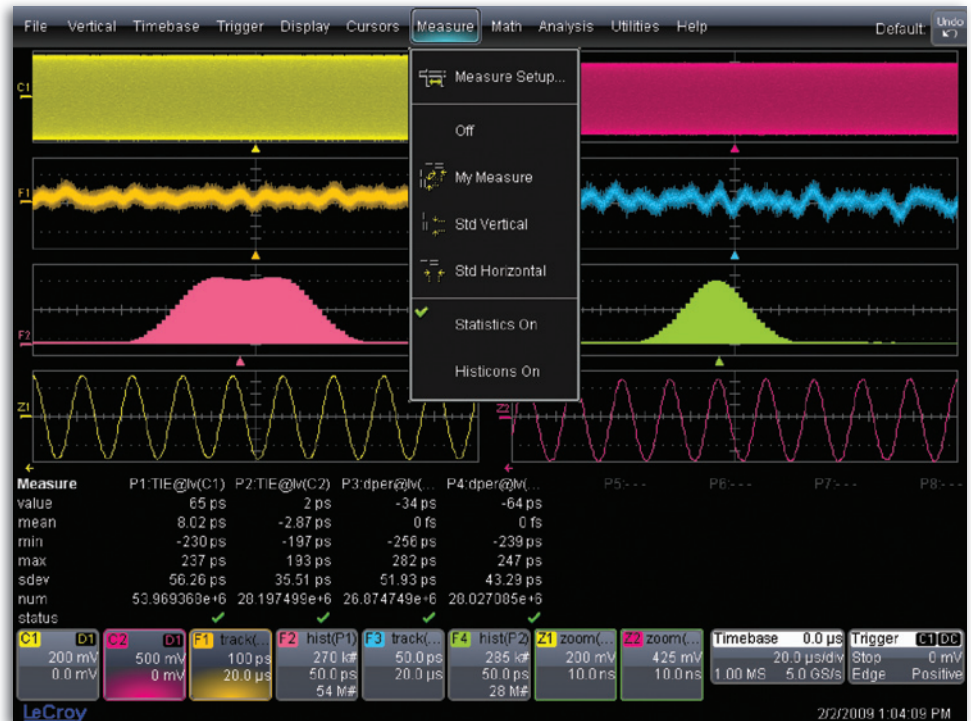 File Vertical Timebase Trigger Display Cursors Measure Math Analysis Utilities Help Default: Undo
Measure Setup...
Off
My Measure
Std Vertical
Std Horizontal
Statistics On
Histicons On
C1
F1
F2
Z1
Z2
Measure P1:TIE@lv(C1) P2:TIE@lv(C2) P3:dper@lv(... P4:dper@lv(... P5:--- P6:--- P7:--- P8:---
value 65 ps 2 ps -34 ps -64 ps
mean 8.02 ps -2.87 ps 0 fs 0 fs
min -230 ps -197 ps -256 ps -239 ps
max 237 ps 193 ps 282 ps 247 ps
sdev 56.26 ps 35.51 ps 51.93 ps 43.29 ps
num 53.969368e+6 28.197499e+6 26.874749e+6 28.027085e+6
status
C1 D1 C2 D1 F1 track(... F2 hist(P1) F3 track(... F4 hist(P2) Z1 zoom(... Z2 zoom(... Timebase 0.0 µs Trigger C1 DC
200 mV 500 mV 100 ps 270 k# 50.0 ps 285 k# 200 mV 425 mV 20.0 µs/div Stop 0 mV
0.0 mV 0 mV 20.0 µs 50.0 ps 20.0 µs 50.0 ps 10.0 ns 10.0 ns 1.00 MS 5.0 GS/s Edge Positive
54 M# 28 M#
LeCroy 2/2/2009 1:04:09 PM